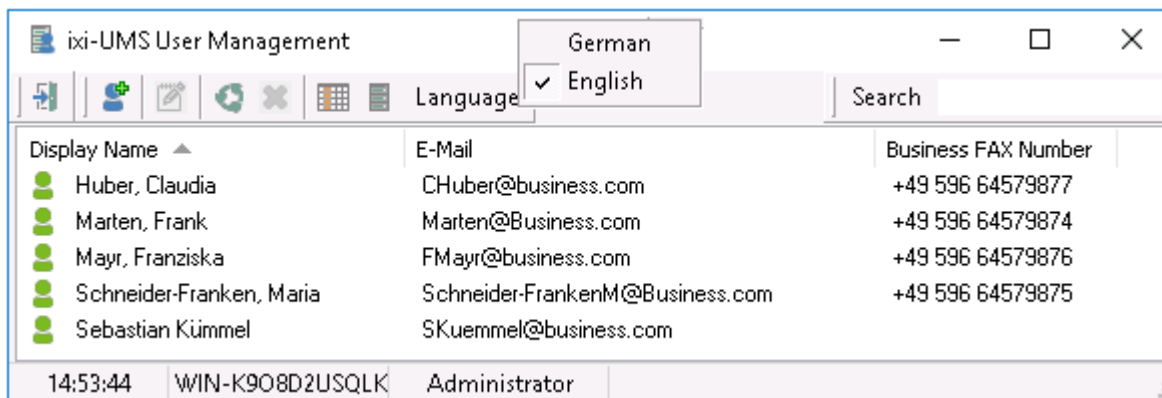 ixi-UMS User Management
German
English
Language
Search
Display Name E-Mail Business FAX Number
Huber, Claudia CHuber@business.com +49 596 64579877
Marten, Frank Marten@Business.com +49 596 64579874
Mayr, Franziska FMayr@business.com +49 596 64579876
Schneider-Franken, Maria Schneider-FrankenM@Business.com +49 596 64579875
Sebastian Kümmel SKuemmel@business.com
14:53:44 WIN-K9O8D2USQLK Administrator